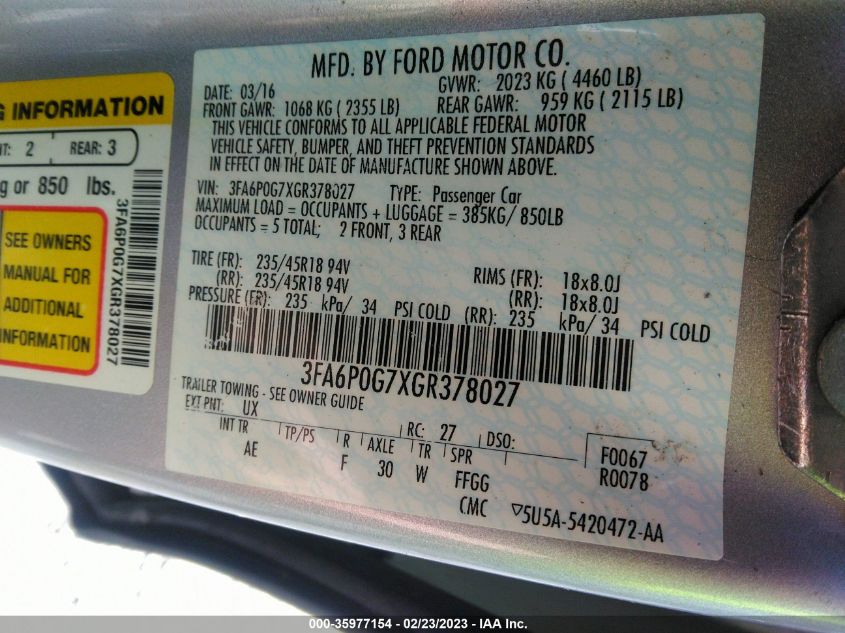 G INFORMATION
NT: 2 REAR: 3
g or 850 lbs.
SEE OWNERS
MANUAL FOR
ADDITIONAL
INFORMATION
3FA6P0G7XGR378027
MFD. BY FORD MOTOR CO.
DATE: 03/16 GVWR: 2023 KG ( 4460 LB)
FRONT GAWR: 1068 KG ( 2355 LB) REAR GAWR: 959 KG ( 2115 LB)
THIS VEHICLE CONFORMS TO ALL APPLICABLE FEDERAL MOTOR
VEHICLE SAFETY, BUMPER, AND THEFT PREVENTION STANDARDS
IN EFFECT ON THE DATE OF MANUFACTURE SHOWN ABOVE.
VIN: 3FA6P0G7XGR378027 TYPE: Passenger Car
MAXIMUM LOAD = OCCUPANTS + LUGGAGE = 385KG/ 850LB
OCCUPANTS = 5 TOTAL; 2 FRONT, 3 REAR
TIRE (FR): 235/45R18 94V RIMS (FR): 18x8.0J
(RR): 235/45R18 94V (RR): 18x8.0J
PRESSURE (FR): 235 kPa/ 34 PSI COLD (RR): 235 kPa/ 34 PSI COLD
3FA6P0G7XGR378027
TRAILER TOWING - SEE OWNER GUIDE
EXT PNT: UX RC: 27 DSO:
INT TR TP/PS R AXLE TR SPR F0067
AE F 30 W FFGG R0078
CMC ▽5U5A-5420472-AA
000-35977154 - 02/23/2023 - IAA Inc.